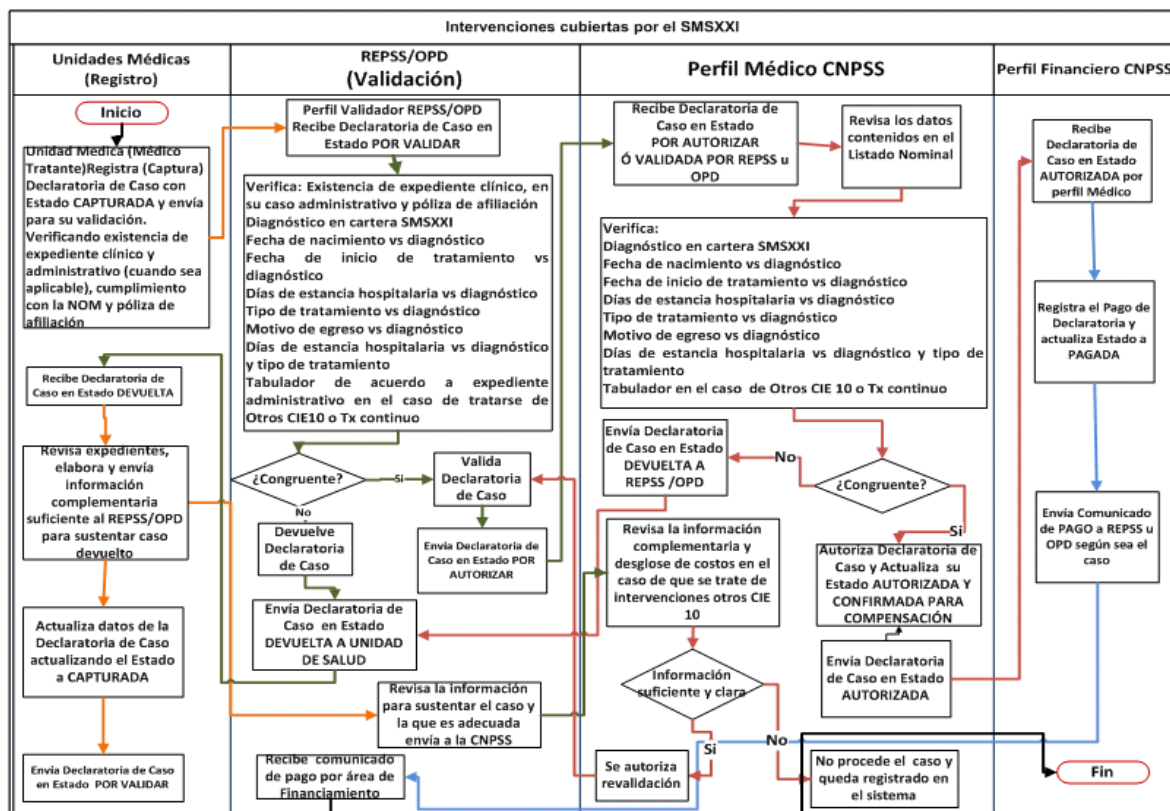 Intervenciones cubiertas por el SMSXXI
Unidades Médicas
(Registro)
REPSS/OPD
(Validación)
Perfil Médico CNPSS
Perfil Financiero CNPSS
Inicio
Unidad Medica (Médico
Tratante)Registra (Captura)
Declaratoria de Caso con
Estado CAPTURADA y envía
para su validación.
Verificando existencia de
expediente clínico y
administrativo (cuando sea
aplicable), cumplimiento
con la NOM y póliza de
afiliación
Recibe Declaratoria de
Caso en Estado DEVUELTA
Revisa expedientes,
elabora y envía
información
complementaria
suficiente al REPSS/OPD
para sustentar caso
devuelto
Actualiza datos de la
Declaratoria de Caso
actualizando el Estado
a CAPTURADA
Envía Declaratoria de Caso
en Estado POR VALIDAR
Perfil Validador REPSS/OPD
Recibe Declaratoria de Caso en
Estado POR VALIDAR
Verifica: Existencia de expediente clínico, en
su caso administrativo y póliza de afiliación
Diagnóstico en cartera SMSXXI
Fecha de nacimiento vs diagnóstico
Fecha de inicio de tratamiento vs
diagnóstico
Días de estancia hospitalaria vs diagnóstico
Tipo de tratamiento vs diagnóstico
Motivo de egreso vs diagnóstico
Días de estancia hospitalaria vs diagnóstico
y tipo de tratamiento
Tabulador de acuerdo a expediente
administrativo en el caso de tratarse de
Otros CIE10 o Tx continuo
¿Congruente?
Si
No
Valida
Declaratoria
de Caso
Devuelve
Declaratoria
de Caso
Envía Declaratoria de
Caso en Estado POR
AUTORIZAR
Envía Declaratoria de
Caso en Estado
DEVUELTA A UNIDAD
DE SALUD
Revisa la información
para sustentar el caso y
la que es adecuada
envía a la CNPSS
Recibe comunicado
de pago por área de
Financiamiento
Recibe Declaratoria de
Caso en Estado
POR AUTORIZAR
Ó VALIDADA POR REPSS u
OPD
Revisa los datos
contenidos en el
Listado Nominal
Verifica:
Diagnóstico en cartera SMSXXI
Fecha de nacimiento vs diagnóstico
Fecha de inicio de tratamiento vs diagnóstico
Días de estancia hospitalaria vs diagnóstico
Tipo de tratamiento vs diagnóstico
Motivo de egreso vs diagnóstico
Días de estancia hospitalaria vs diagnóstico y tipo de
tratamiento
Tabulador en el caso de Otros CIE 10 o Tx continuo
Envía Declaratoria
de Caso en Estado
DEVUELTA A
REPSS /OPD
No
¿Congruente?
Si
Revisa la información
complementaria y
desglose de costos en el
caso de que se trate de
intervenciones otros CIE
10
Autoriza Declaratoria de
Caso y Actualiza su
Estado AUTORIZADA Y
CONFIRMADA PARA
COMPENSACIÓN
Envía Declaratoria
de Caso en Estado
AUTORIZADA
Información
suficiente y clara
Si
No
Se autoriza
revalidación
No procede el caso y
queda registrado en
el sistema
Recibe
Declaratoria de
Caso en Estado
AUTORIZADA por
perfil Médico
Registra el Pago de
Declaratoria y
actualiza Estado a
PAGADA
Envía Comunicado
de PAGO a REPSS u
OPD según sea el
caso
Fin